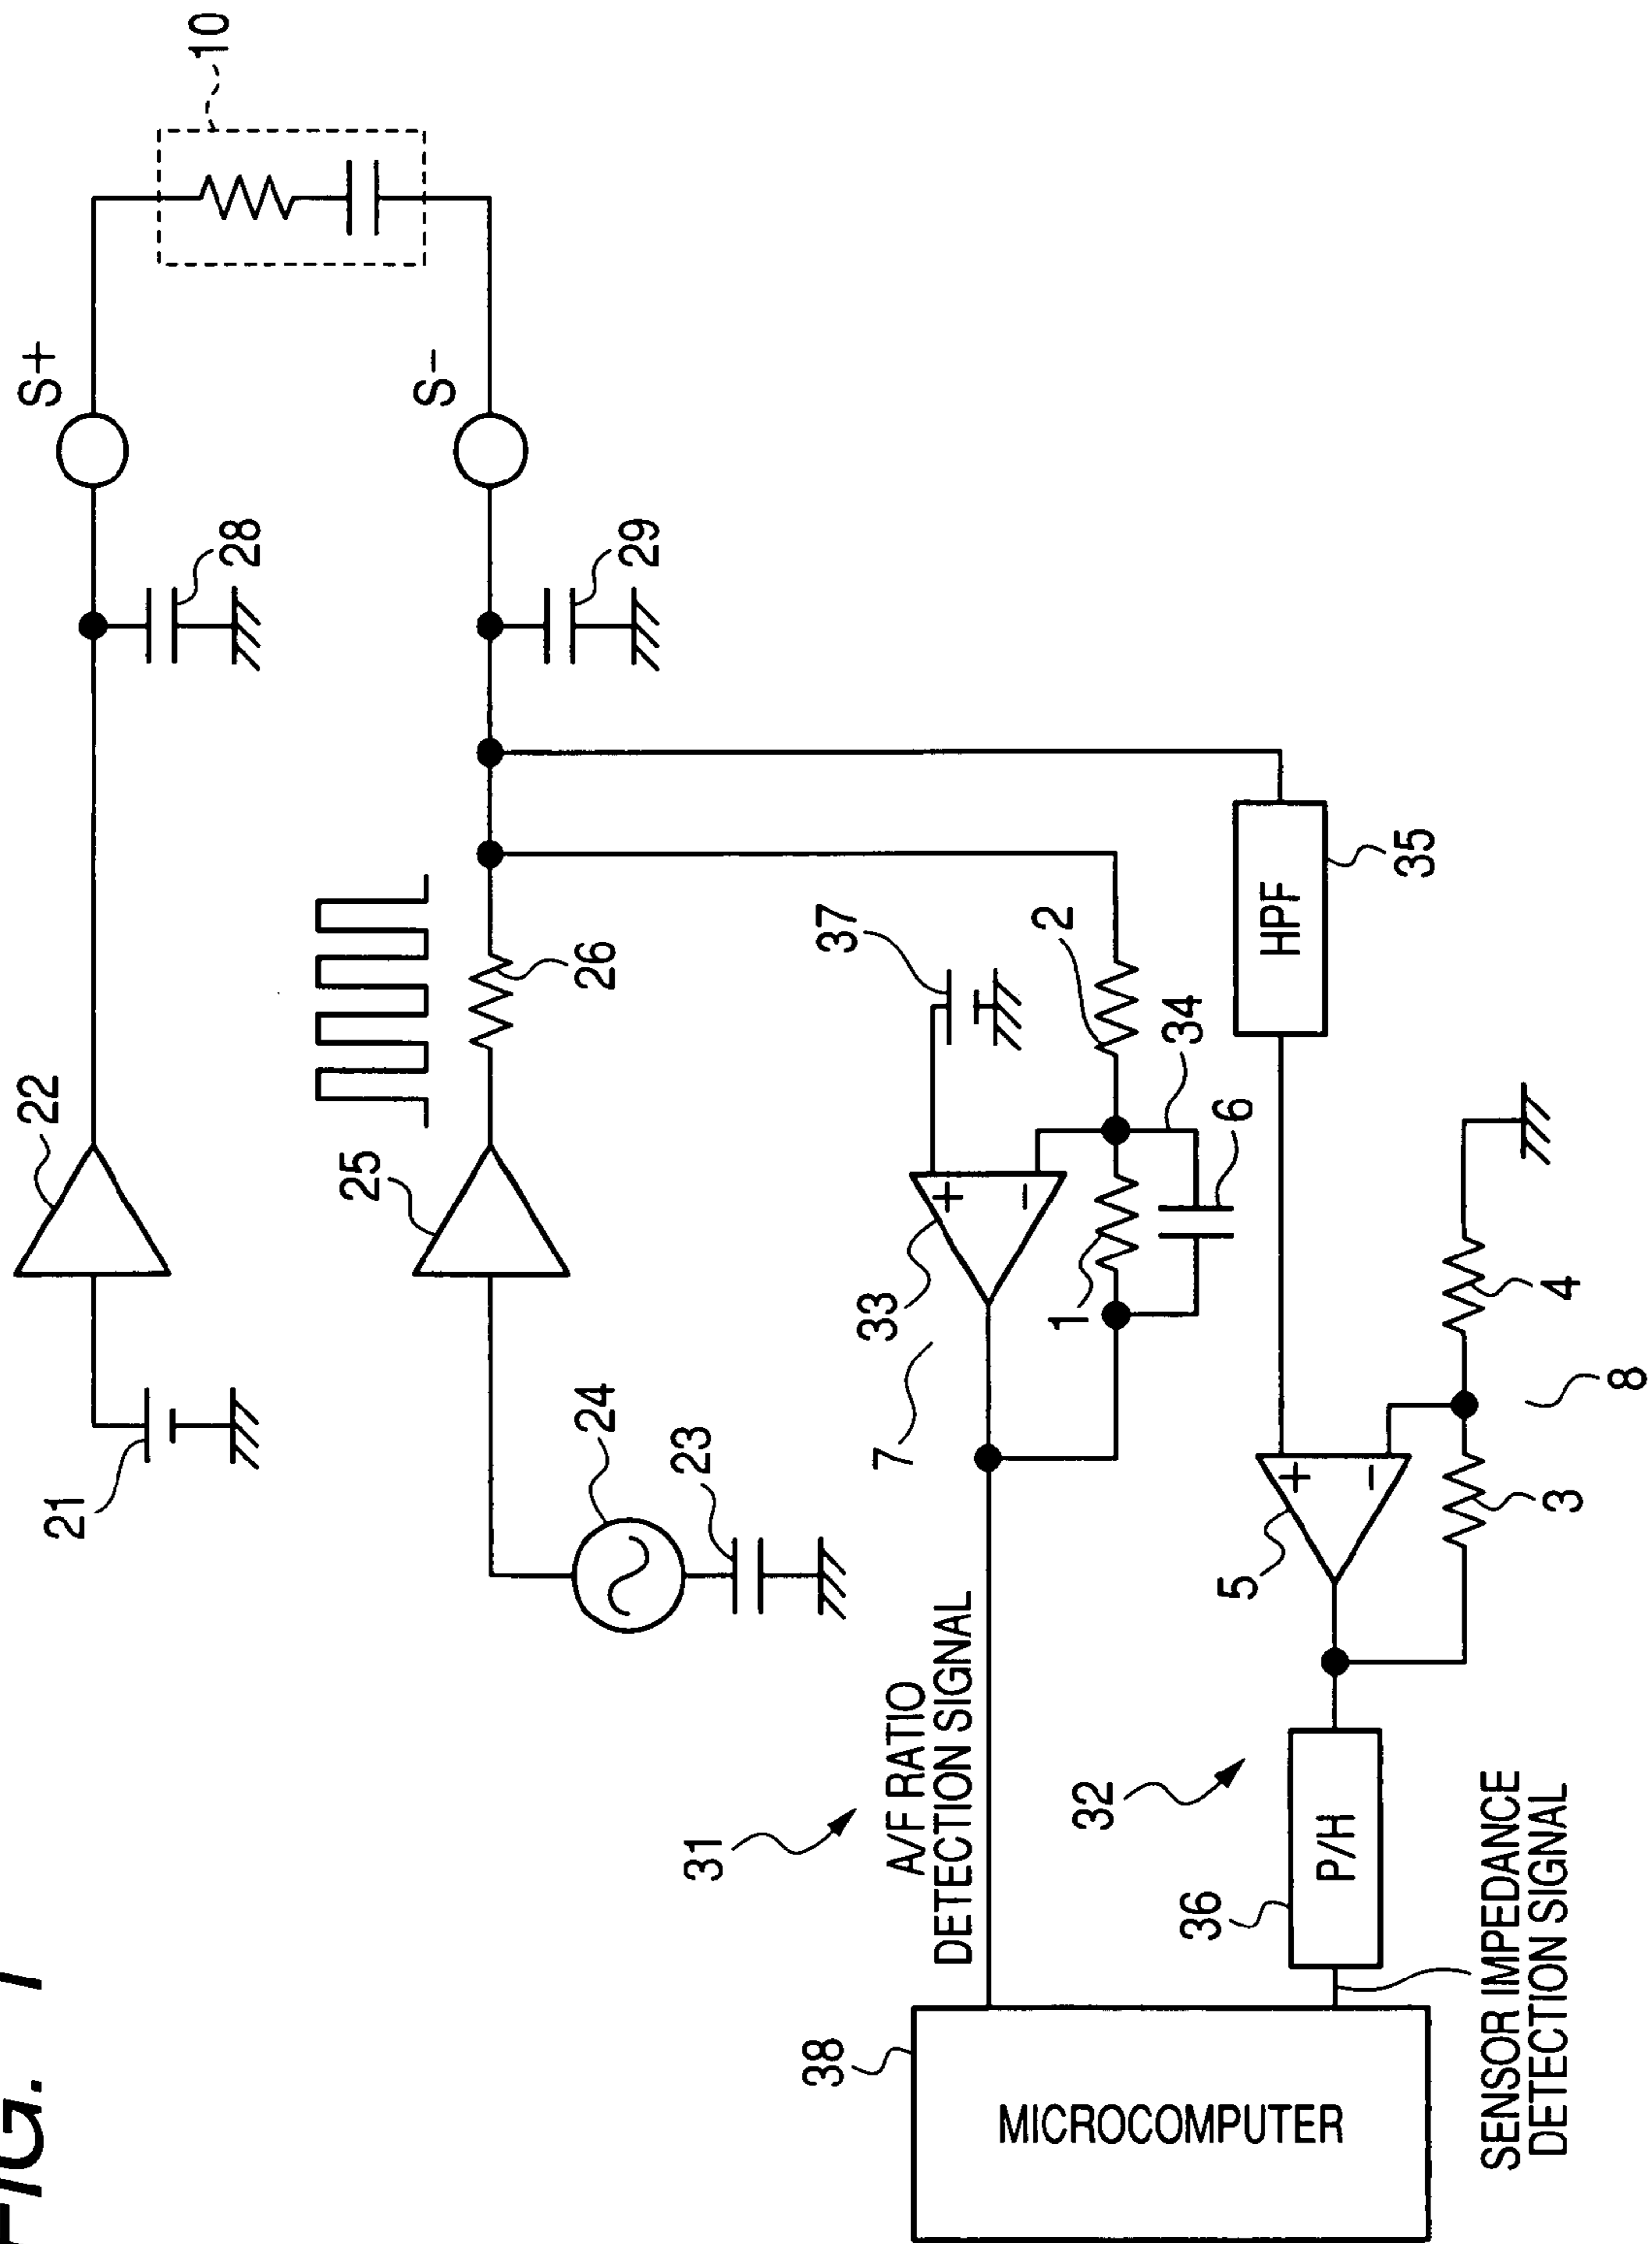 FIG. 1
10
S+
S-
28
29
22
25
26
21
24
23
37
2
34
6
33
1
7
HPF
35
+
-
4
8
3
5
+
-
31
A/F RATIO
DETECTION SIGNAL
32
36
P/H
38
MICROCOMPUTER
SENSOR IMPEDANCE
DETECTION SIGNAL